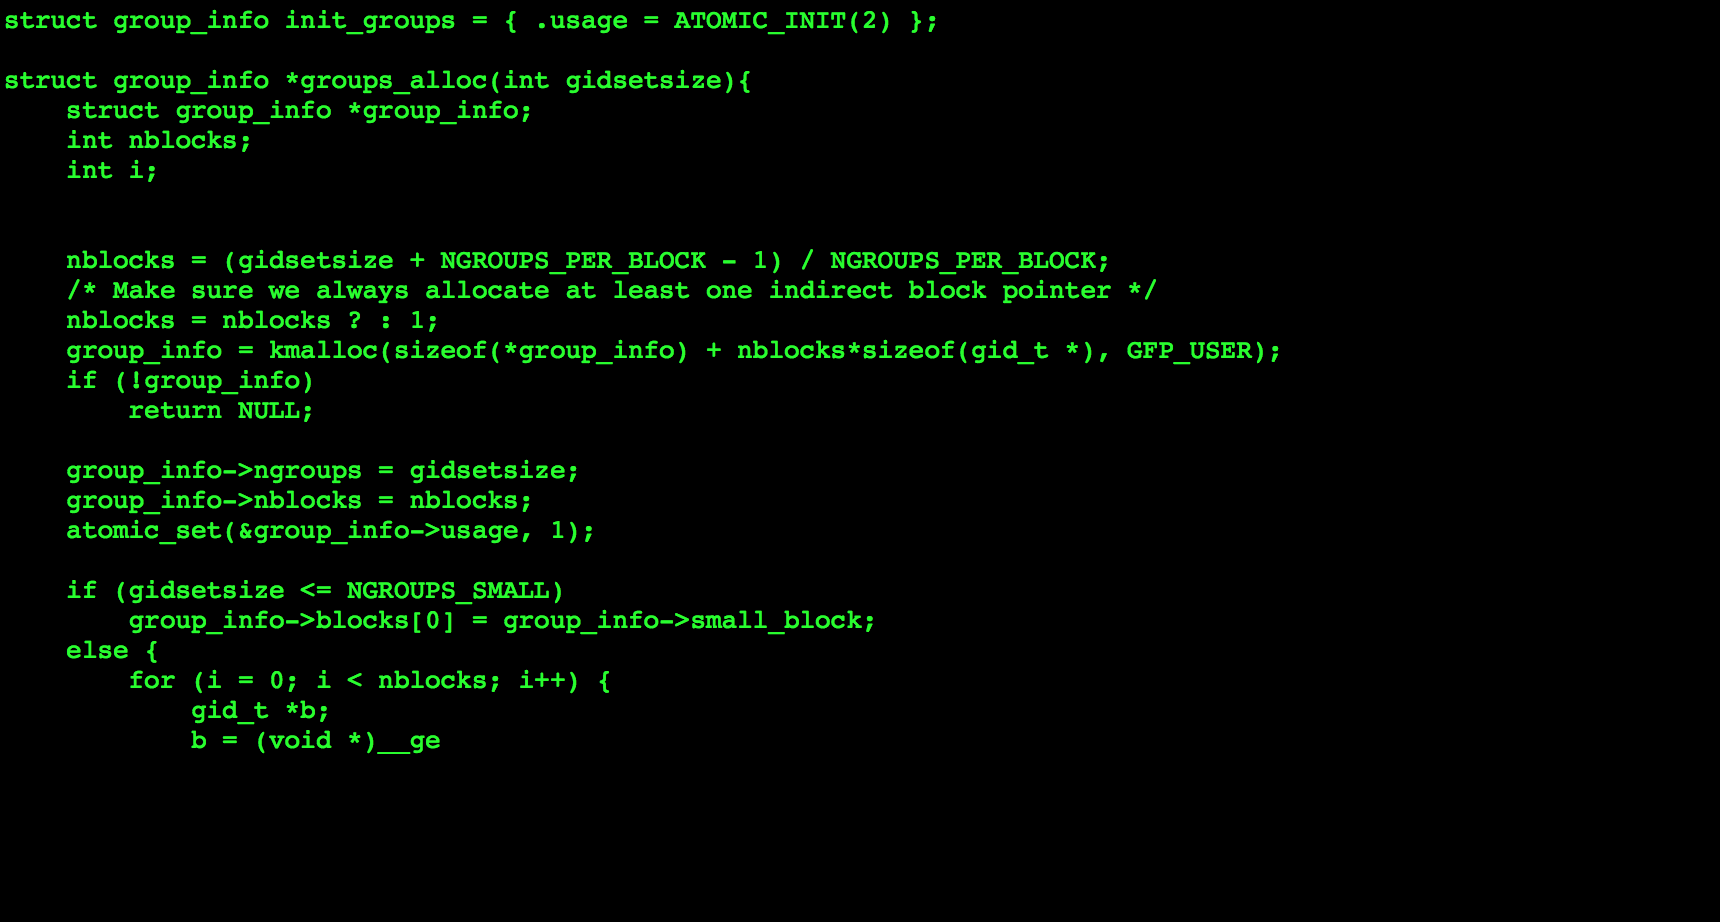 struct group_info init_groups = { .usage = ATOMIC_INIT(2) };

struct group_info *groups_alloc(int gidsetsize){
    struct group_info *group_info;
    int nblocks;
    int i;


    nblocks = (gidsetsize + NGROUPS_PER_BLOCK - 1) / NGROUPS_PER_BLOCK;
    /* Make sure we always allocate at least one indirect block pointer */
    nblocks = nblocks ? : 1;
    group_info = kmalloc(sizeof(*group_info) + nblocks*sizeof(gid_t *), GFP_USER);
    if (!group_info)
        return NULL;

    group_info->ngroups = gidsetsize;
    group_info->nblocks = nblocks;
    atomic_set(&group_info->usage, 1);

    if (gidsetsize <= NGROUPS_SMALL)
        group_info->blocks[0] = group_info->small_block;
    else {
        for (i = 0; i < nblocks; i++) {
            gid_t *b;
            b = (void *)__ge